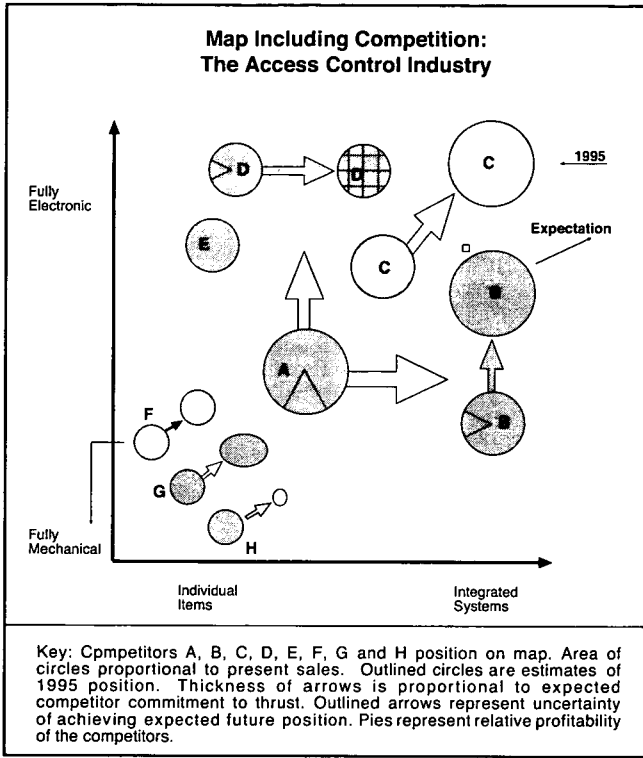 Map Including Competition:
The Access Control Industry
Fully
Electronic
D
D
C
1995
E
Expectation
C
B
A
F
B
G
H
Fully
Mechanical
Individual
Items
Integrated
Systems
Key: Cpmpetitors A, B, C, D, E, F, G and H position on map. Area of
circles proportional to present sales. Outlined circles are estimates of
1995 position. Thickness of arrows is proportional to expected
competitor commitment to thrust. Outlined arrows represent uncertainty
of achieving expected future position. Pies represent relative profitability
of the competitors.